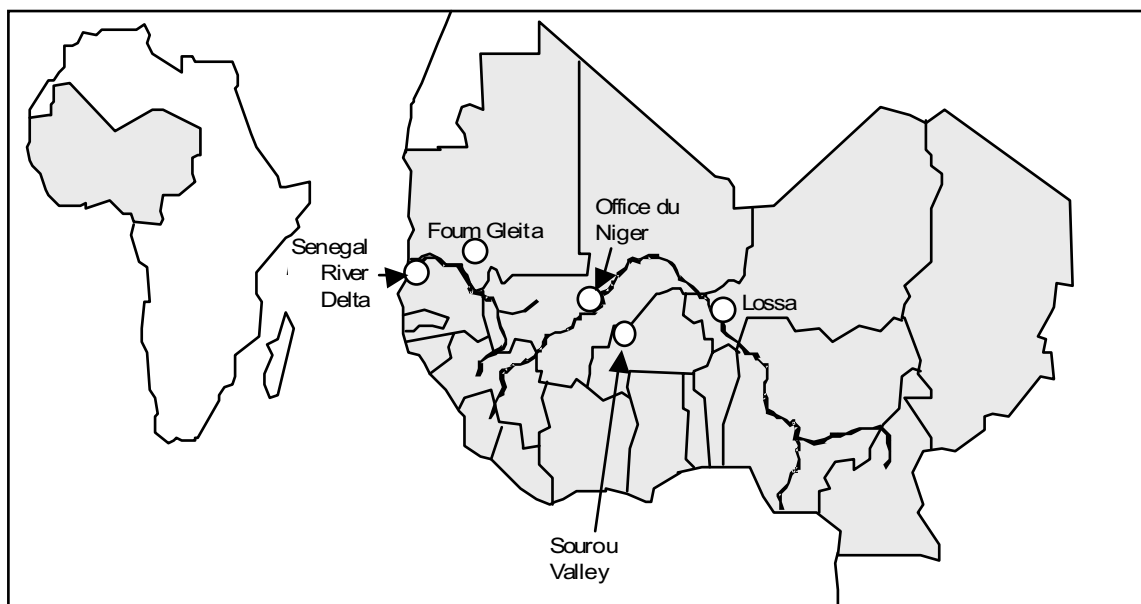 Senegal
River
Delta
Foum Gleita
Office du
Niger
Lossa
Sourou
Valley